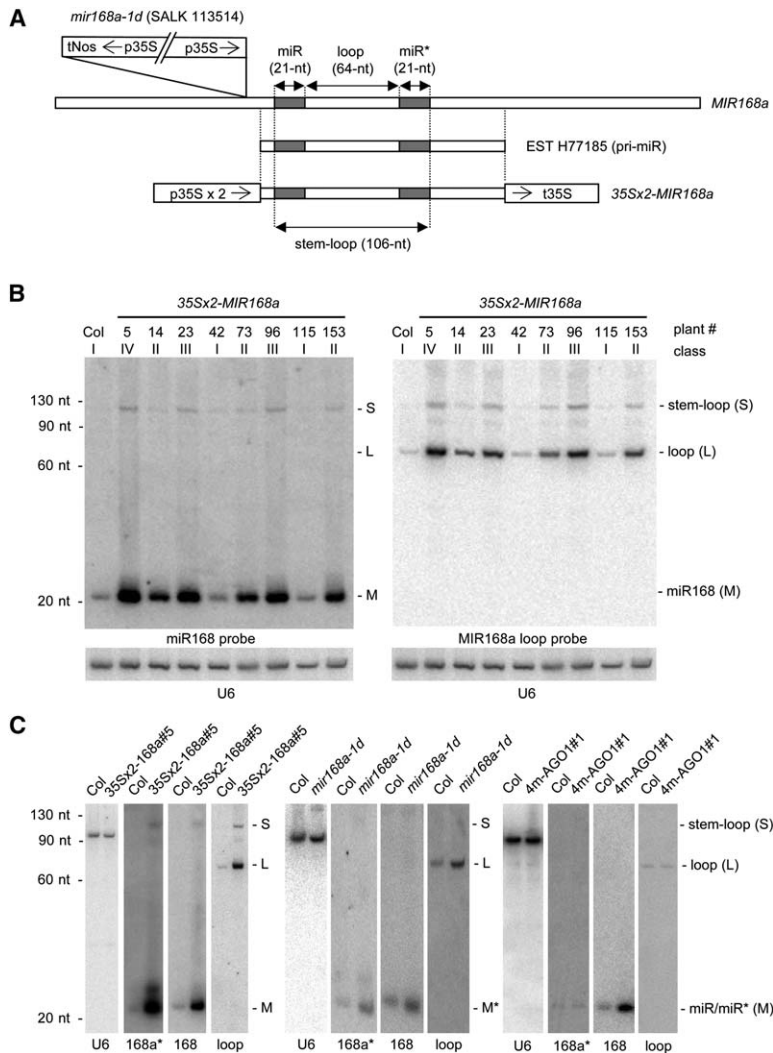 A
mir168a-1d (SALK 113514)
tNos p35S p35S
miR loop miR*
(21-nt) (64-nt) (21-nt)
MIR168a
EST H77185 (pri-miR)
p35S x 2 t35S 35Sx2-MIR168a
stem-loop (106-nt)
B
35Sx2-MIR168a 35Sx2-MIR168a
Col 5 14 23 42 73 96 115 153 Col 5 14 23 42 73 96 115 153 plant #
I IV II III I II III I II I IV II III I II III I II class
130 nt - - S - stem-loop (S)
90 nt -
60 nt - - L - loop (L)
20 nt - - M - miR168 (M)
miR168 probe MIR168a loop probe
U6 U6
C
Col 35Sx2-168a#5 Col 35Sx2-168a#5 Col 35Sx2-168a#5 Col 35Sx2-168a#5 Col mir168a-1d Col mir168a-1d Col mir168a-1d Col mir168a-1d Col 4m-AGO1#1 Col 4m-AGO1#1 Col 4m-AGO1#1 Col 4m-AGO1#1
130 nt - - S - S - stem-loop (S)
90 nt -
60 nt - - L - L - loop (L)
20 nt - - M - M* - miR/miR* (M)
U6 168a* 168 loop U6 168a* 168 loop U6 168a* 168 loop